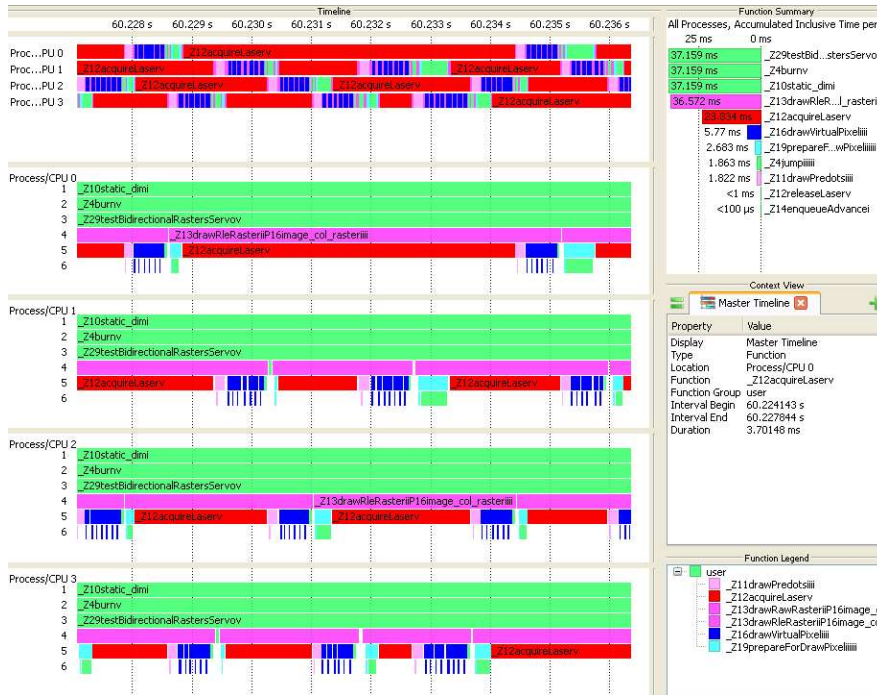 Timeline
60.228 s 60.229 s 60.230 s 60.231 s 60.232 s 60.233 s 60.234 s 60.235 s 60.236 s
Proc...PU 0 _Z12acquireLaserv
Proc...PU 1 _Z12acquireLaserv _Z12acquireLaserv
Proc...PU 2 _Z12acquireLaserv _Z12acquireLaserv
Proc...PU 3 _Z12acquireLaserv
Process/CPU 0
1 _Z10static_dimi
2 _Z4burnv
3 _Z29testBidirectionalRastersServov
4 _Z13drawRleRasteriiP16image_col_rasteriiii
5 _Z12acquireLaserv
6
Process/CPU 1
1 _Z10static_dimi
2 _Z4burnv
3 _Z29testBidirectionalRastersServov
4
5 _Z12acquireLaserv _Z12acquireLaserv
6
Process/CPU 2
1 _Z10static_dimi
2 _Z4burnv
3 _Z29testBidirectionalRastersServov
4 _Z13drawRleRasteriiP16image_col_rasteriiii
5 _Z12acquireLaserv _Z12acquireLaserv
6
Process/CPU 3
1 _Z10static_dimi
2 _Z4burnv
3 _Z29testBidirectionalRastersServov
4
5 _Z12acquireLaserv
6
Function Summary
All Processes, Accumulated Inclusive Time per
25 ms 0 ms
37.159 ms _Z29testBid...stersServo
37.159 ms _Z4burnv
37.159 ms _Z10static_dimi
36.572 ms _Z13drawRleR...l_rasteri
23.834 ms _Z12acquireLaserv
5.77 ms _Z16drawVirtualPixeliiii
2.683 ms _Z19prepareF...wPixeliiiiii
1.863 ms _Z4jumpiiiii
1.822 ms _Z11drawPredotsiiii
<1 ms _Z12releaseLaserv
<100 µs _Z14enqueueAdvancei
Context View
Master Timeline
Property Value
Display Master Timeline
Type Function
Location Process/CPU 0
Function _Z12acquireLaserv
Function Group user
Interval Begin 60.224143 s
Interval End 60.227844 s
Duration 3.70148 ms
Function Legend
user
_Z11drawPredotsiiii
_Z12acquireLaserv
_Z13drawRawRasteriiP16image_
_Z13drawRleRasteriiP16image_co
_Z16drawVirtualPixeliiii
_Z19prepareForDrawPixeliiiiii